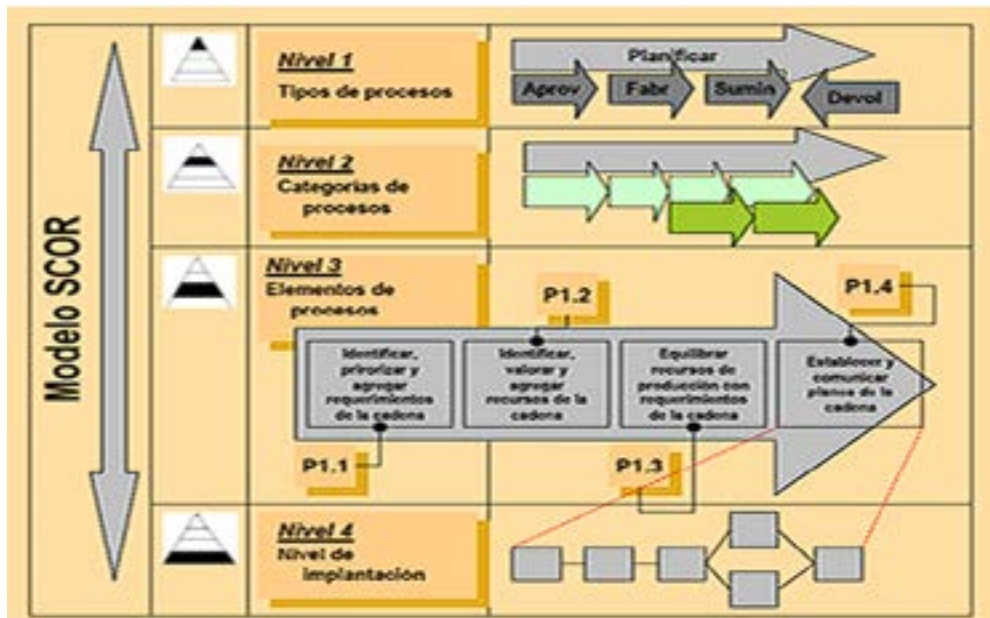 Modelo SCOR
Nivel 1
Tipos de procesos
Planificar
Aprov
Fabr
Sumin
Devol
Nivel 2
Categorías de
procesos
Nivel 3
Elementos de
procesos
P1.2
P1.4
Identificar,
priorizar y
agregar
requerimientos
de la cadena
Identificar,
valorar y
agregar
recursos de la
cadena
Equilibrar
recursos de
producción con
requerimientos
de la cadena
Establecer y
comunicar
planes de la
cadena
P1.1
P1.3
Nivel 4
Nivel de
implantación